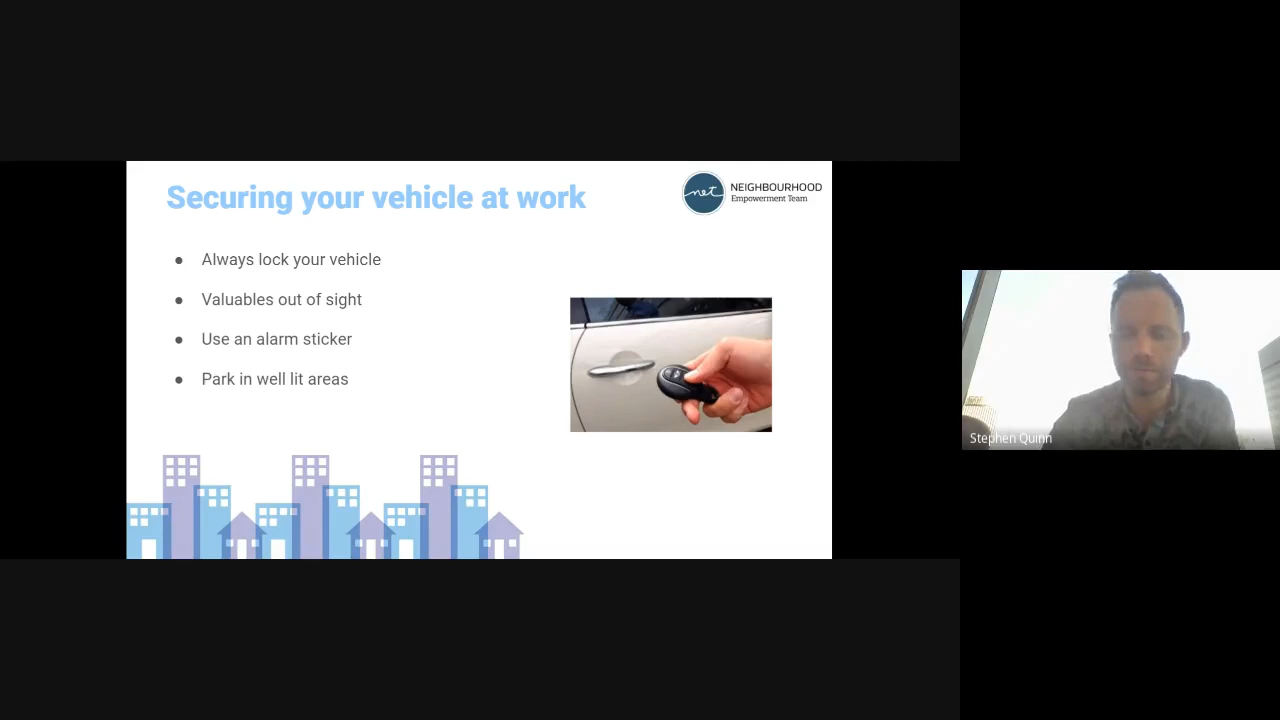 Securing your vehicle at work
net
NEIGHBOURHOOD
Empowerment Team
● Always lock your vehicle
● Valuables out of sight
● Use an alarm sticker
● Park in well lit areas
Stephen Quinn